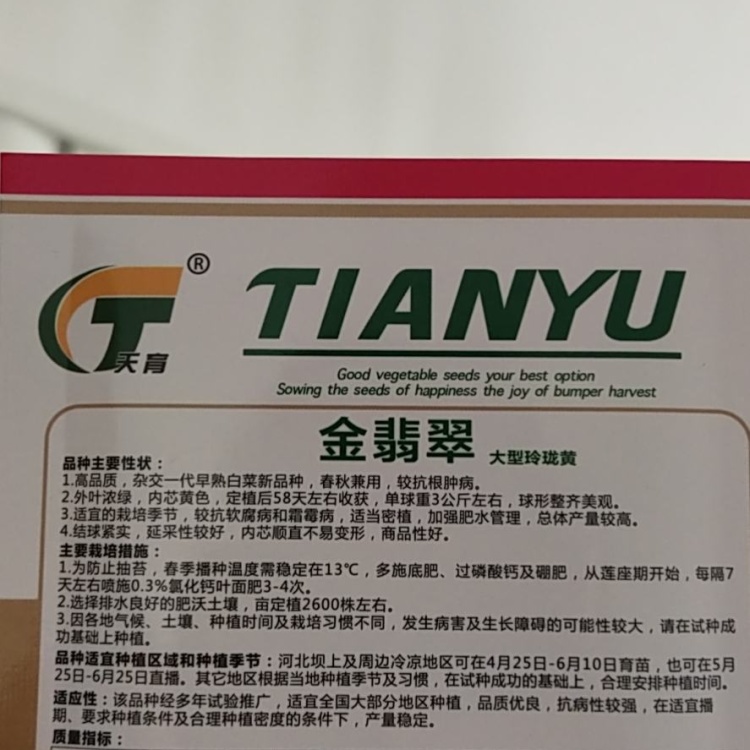 天育 ®
TIANYU
Good vegetable seeds your best option
Sowing the seeds of happiness the joy of bumper harvest
金翡翠 大型玲珑黄
品种主要性状：
1.高品质，杂交一代早熟白菜新品种，春秋兼用，较抗根肿病。
2.外叶浓绿，内芯黄色，定植后58天左右收获，单球重3公斤左右，球形整齐美观。
3.适宜的栽培季节，较抗软腐病和霜霉病，适当密植，加强肥水管理，总体产量较高。
4.结球紧实，延采性较好，内芯顺直不易变形，商品性好。
主要栽培措施：
1.为防止抽苔，春季播种温度需稳定在13℃，多施底肥、过磷酸钙及硼肥，从莲座期开始，每隔7
天左右喷施0.3%氯化钙叶面肥3-4次。
2.选择排水良好的肥沃土壤，亩定植2600株左右。
3.因各地气候、土壤、种植时间及栽培习惯不同，发生病害及生长障碍的可能性较大，请在试种成
功基础上种植。
品种适宜种植区域和种植季节：河北坝上及周边冷凉地区可在4月25日-6月10日育苗，也可在5月
25日-6月25日直播。其它地区根据当地种植季节及习惯，在试种成功的基础上，合理安排种植时间。
适应性：该品种经多年试验推广，适宜全国大部分地区种植，品质优良，抗病性较强，在适宜播
期、要求种植条件及合理种植密度的条件下，产量稳定。
质量指标：